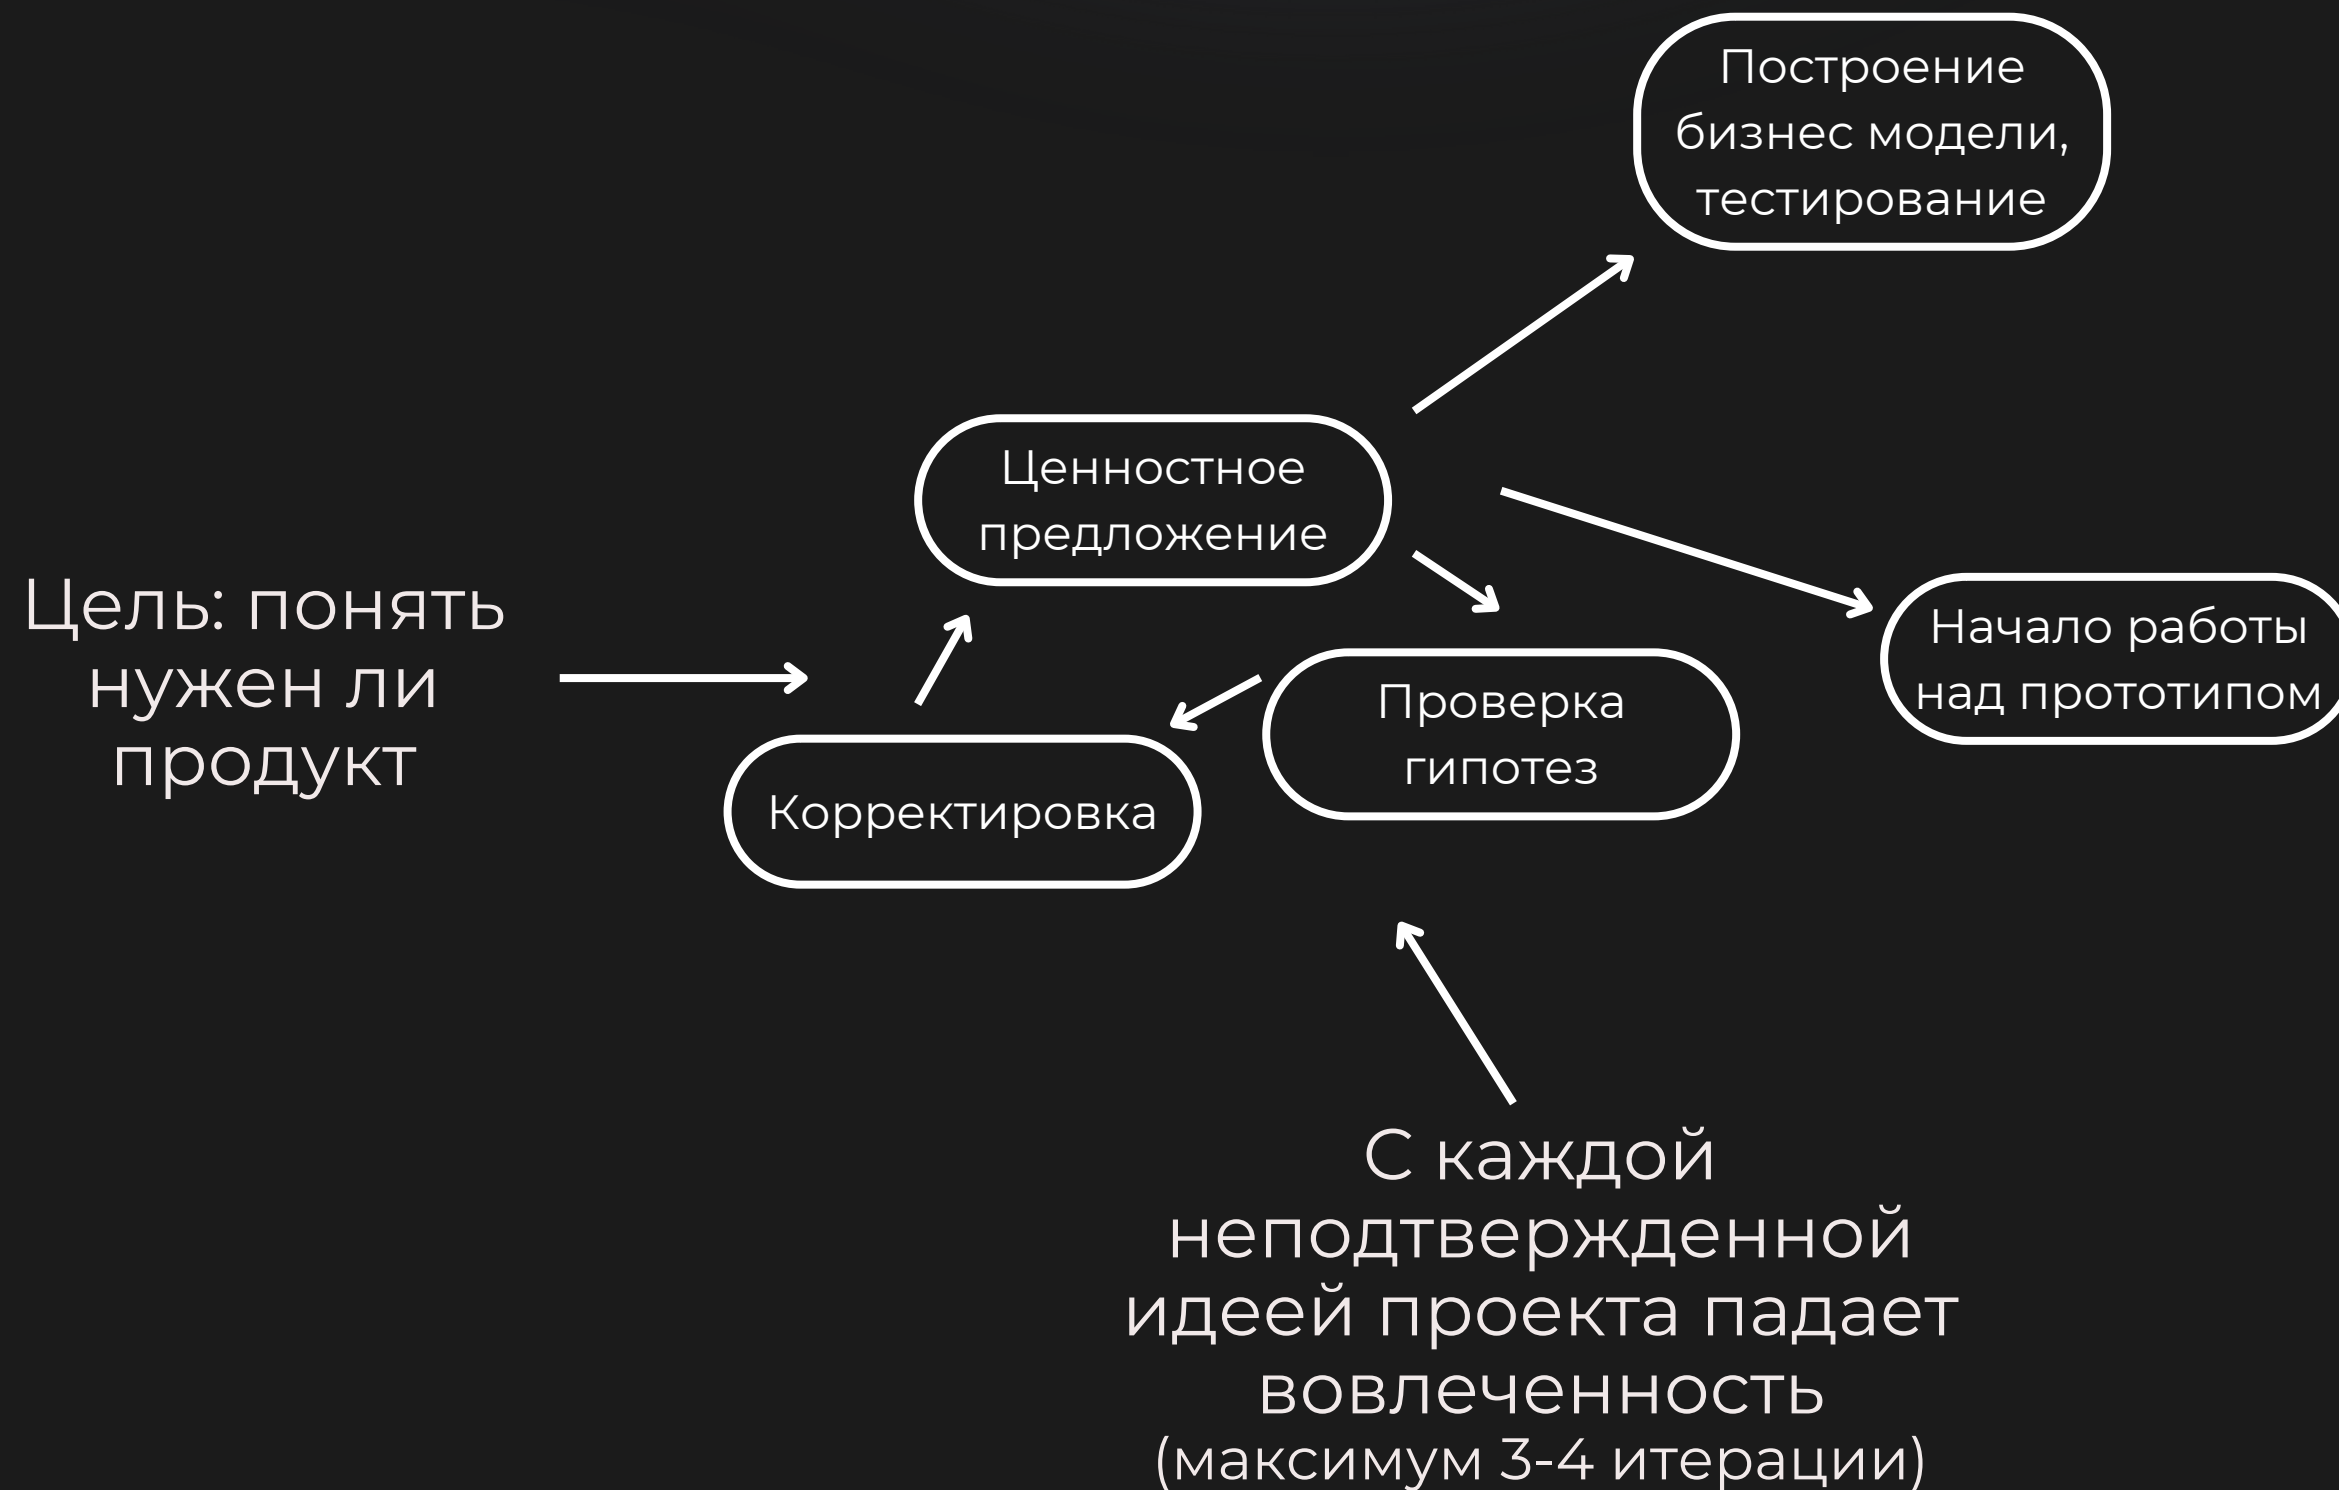 Построение
бизнес модели,
тестирование
Ценностное
предложение
Цель: понять
нужен ли
продукт
Начало работы
над прототипом
Проверка
гипотез
Корректировка
С каждой
неподтвержденной
идеей проекта падает
вовлеченность
(максимум 3-4 итерации)